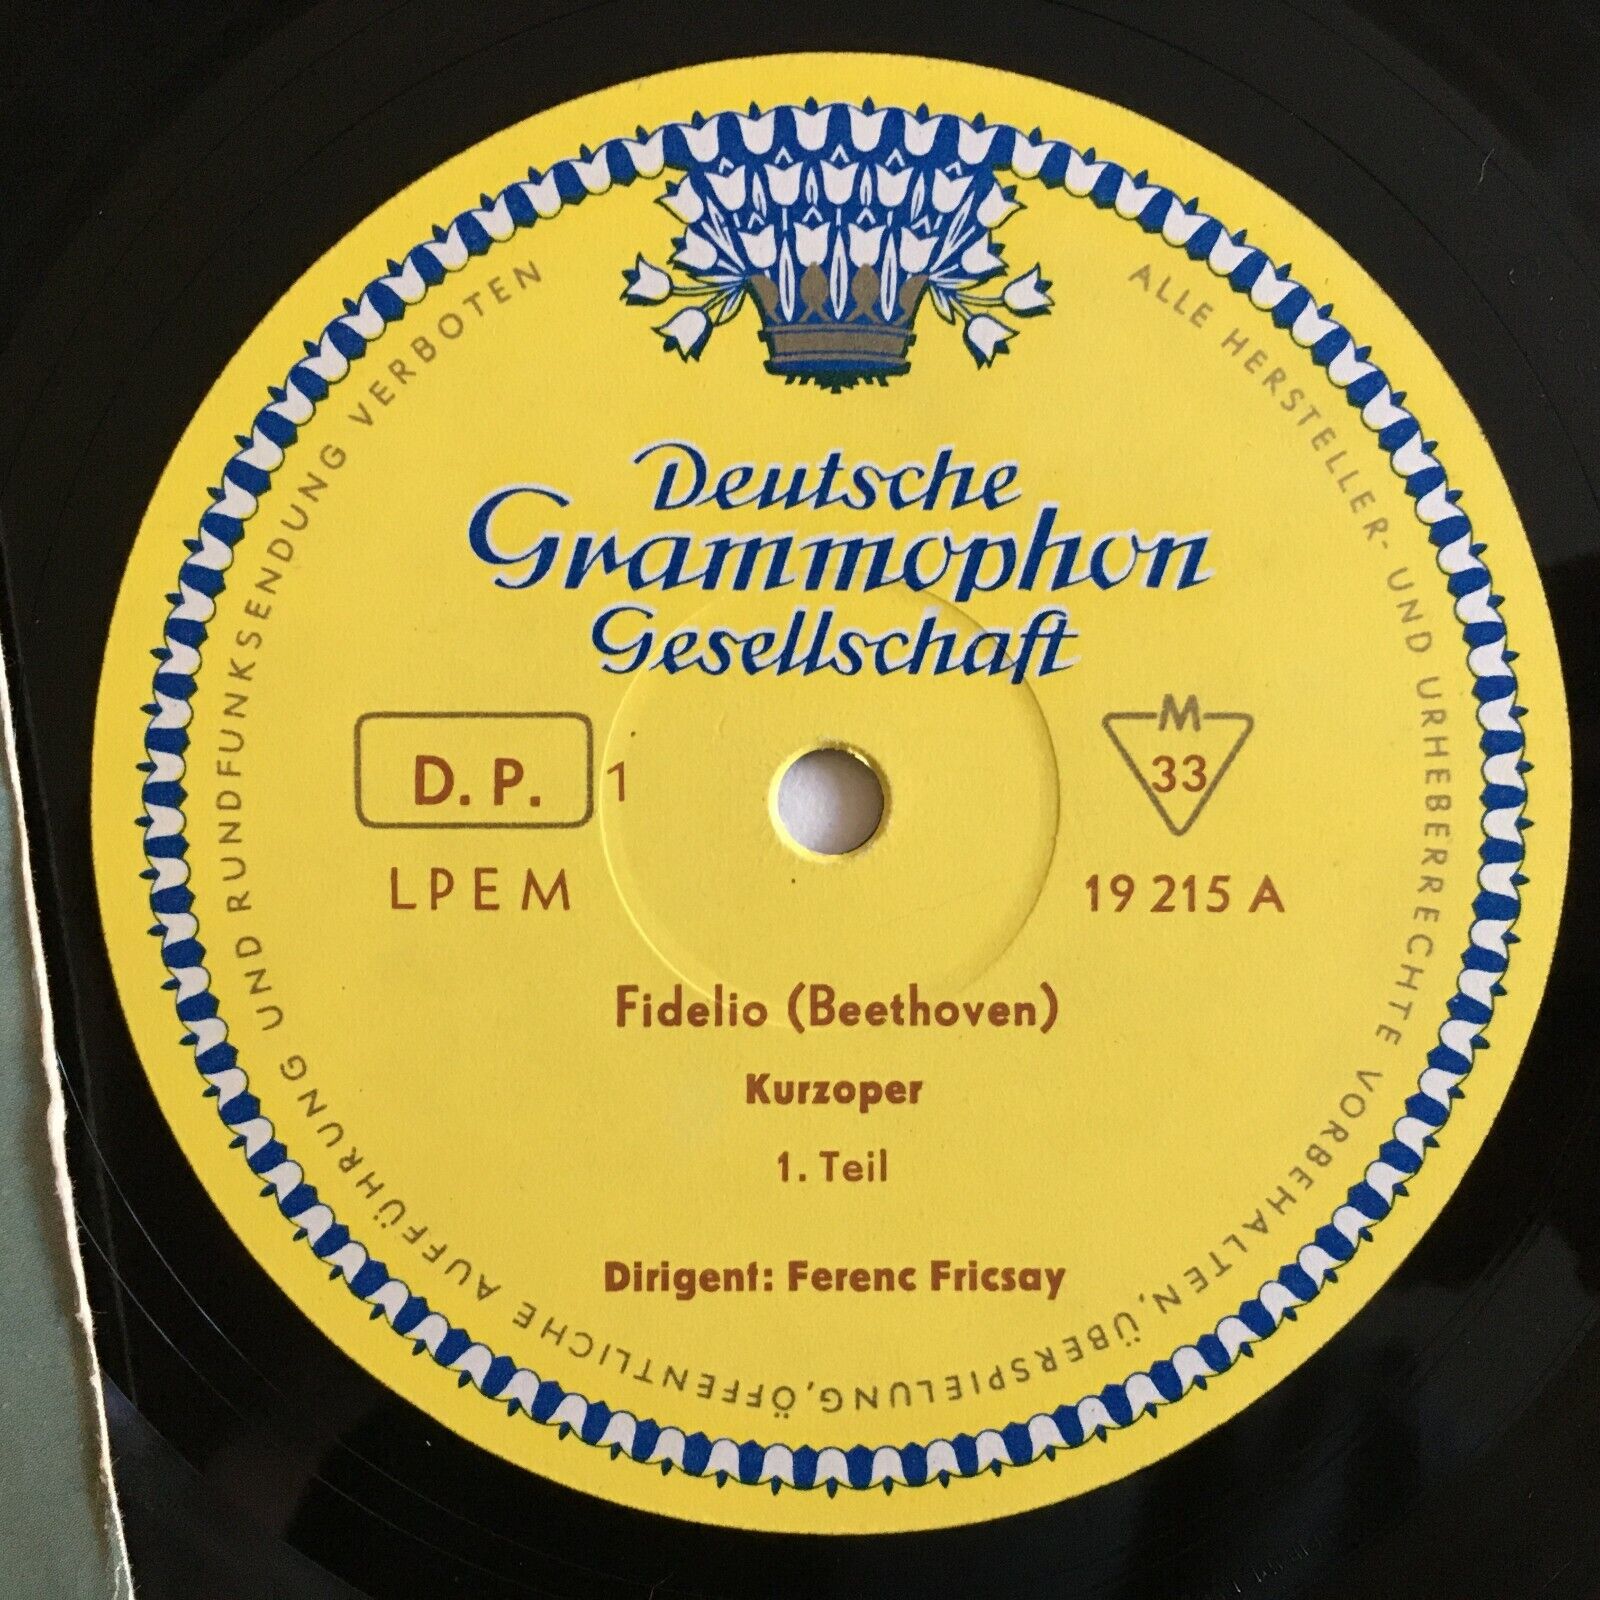 Deutsche
Grammophon
Gesellschaft
D. P. 1
M
33
LPEM
19 215 A
Fidelio (Beethoven)
Kurzoper
1. Teil
Dirigent: Ferenc Fricsay
ALLE HERSTELLER- UND URHEBERRECHTE VORBEHALTEN, ÜBERSPIELUNG, ÖFFENTLICHE AUFFÜHRUNG UND RUNDFUNKSENDUNG VERBOTEN